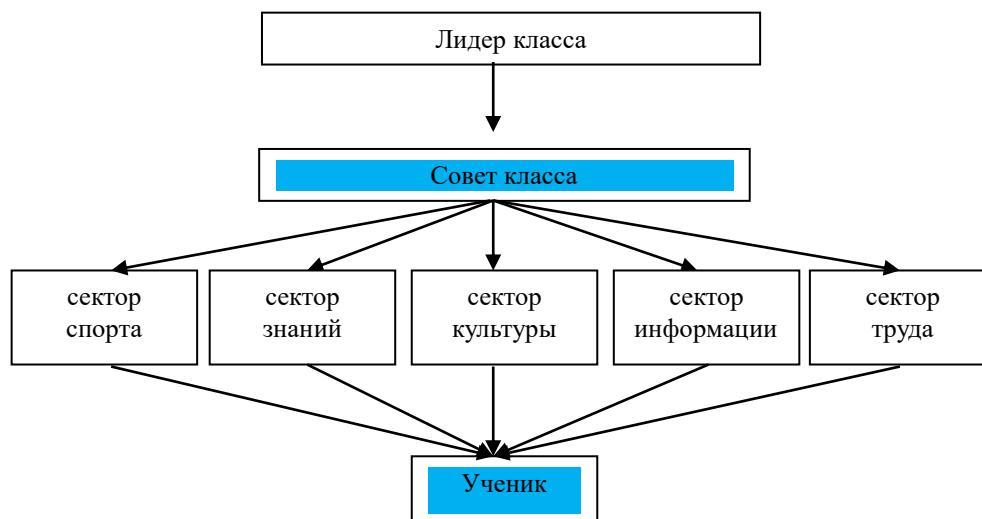 Лидер класса
Совет класса
сектор
спорта
сектор
знаний
сектор
культуры
сектор
информации
сектор
труда
Ученик